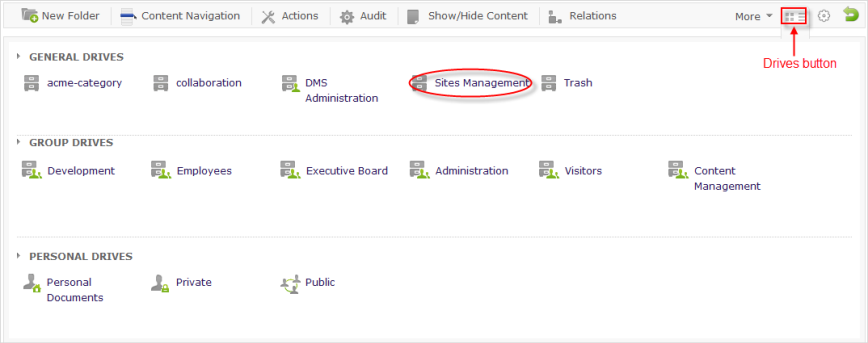 New Folder Content Navigation Actions Audit Show/Hide Content Relations More
Drives button
GENERAL DRIVES
acme-category collaboration DMS Sites Management Trash
Administration
GROUP DRIVES
Development Employees Executive Board Administration Visitors Content
Management
PERSONAL DRIVES
Personal Private Public
Documents